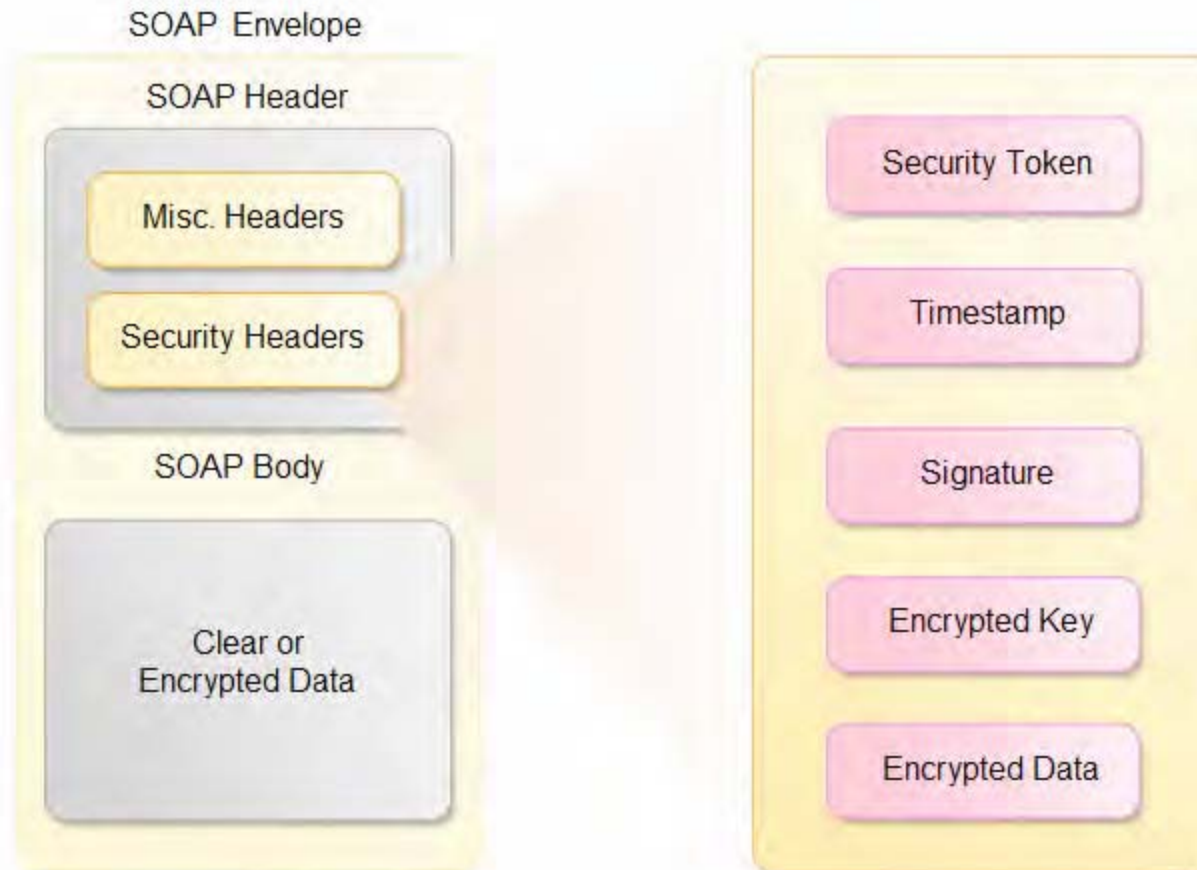 SOAP Envelope
SOAP Header
Misc. Headers
Security Headers
SOAP Body
Clear or
Encrypted Data
Security Token
Timestamp
Signature
Encrypted Key
Encrypted Data